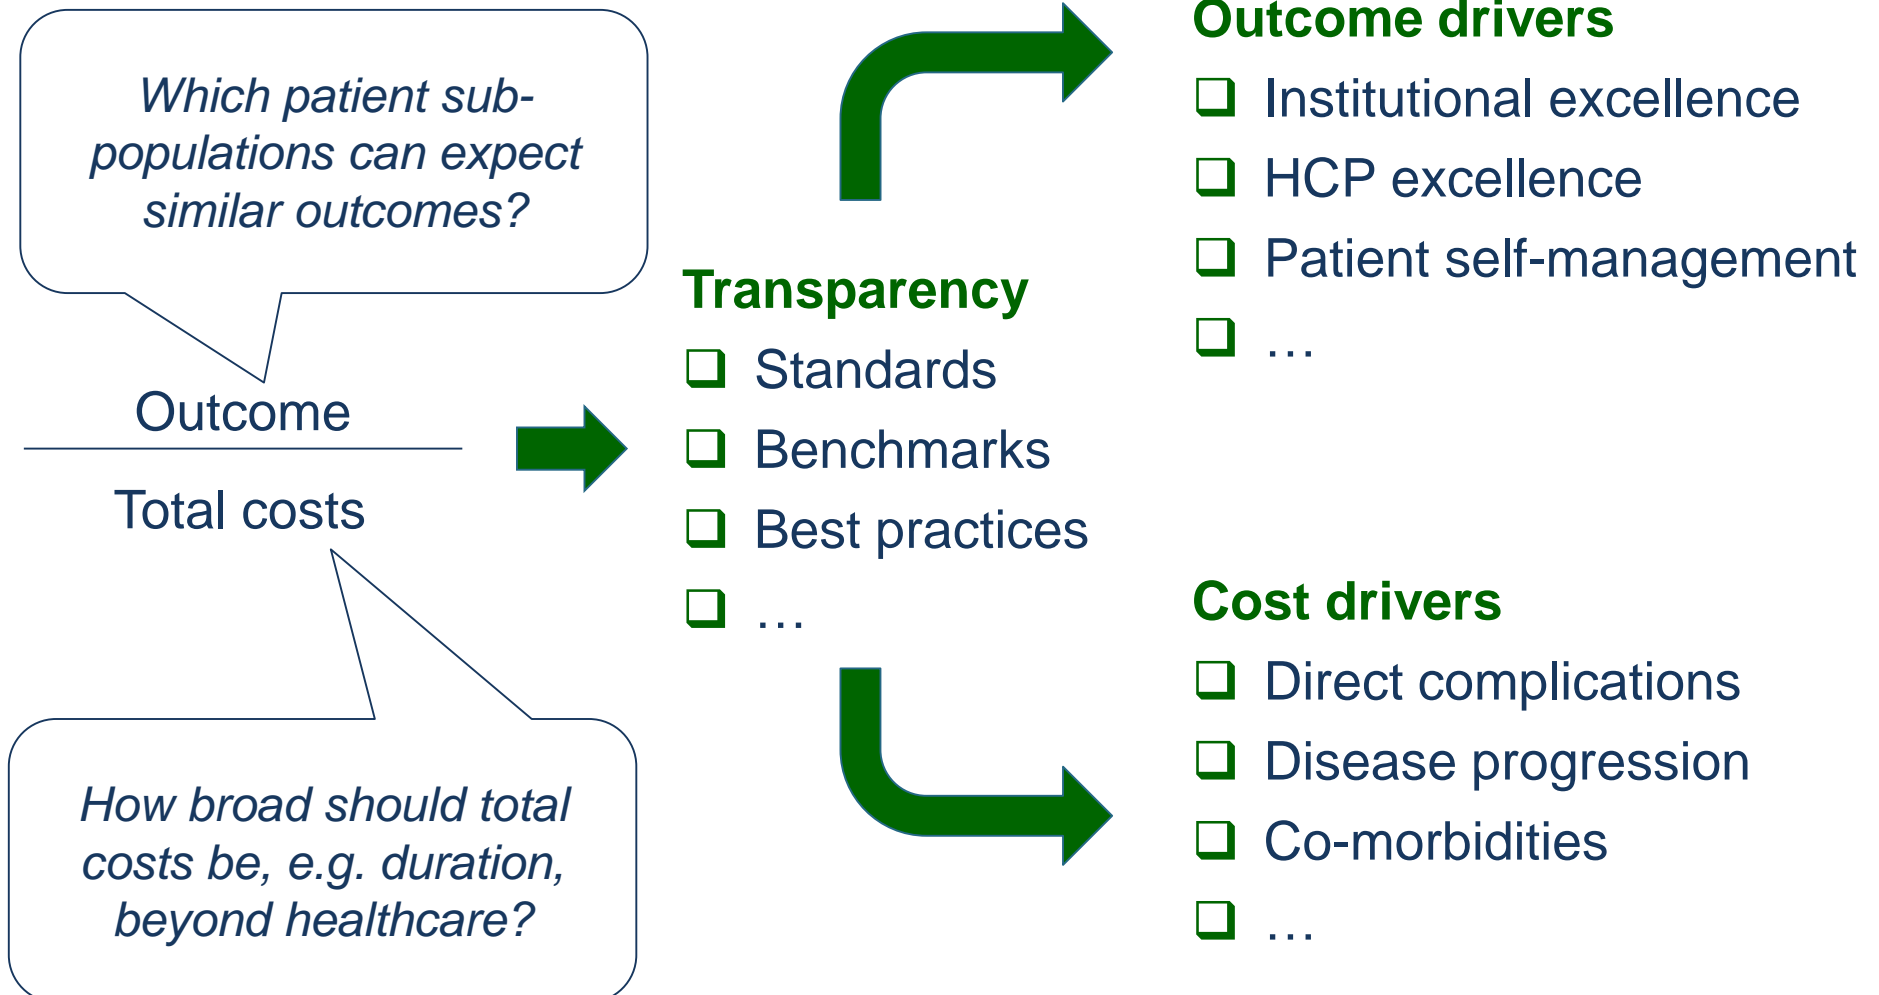 Which patient sub-
populations can expect
similar outcomes?
Outcome
Total costs
How broad should total
costs be, e.g. duration,
beyond healthcare?
Transparency
❑ Standards
❑ Benchmarks
❑ Best practices
❑ …
Outcome drivers
❑ Institutional excellence
❑ HCP excellence
❑ Patient self-management
❑ …
Cost drivers
❑ Direct complications
❑ Disease progression
❑ Co-morbidities
❑ …